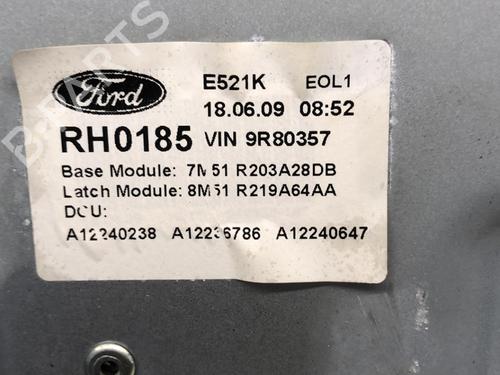 Ford E521K EOL1
18.06.09 08:52
RH0185 VIN 9R80357
Base Module: 7M51 R203A28DB
Latch Module: 8M51 R219A64AA
DCU:
A12240238 A12236786 A12240647
B-PARTS